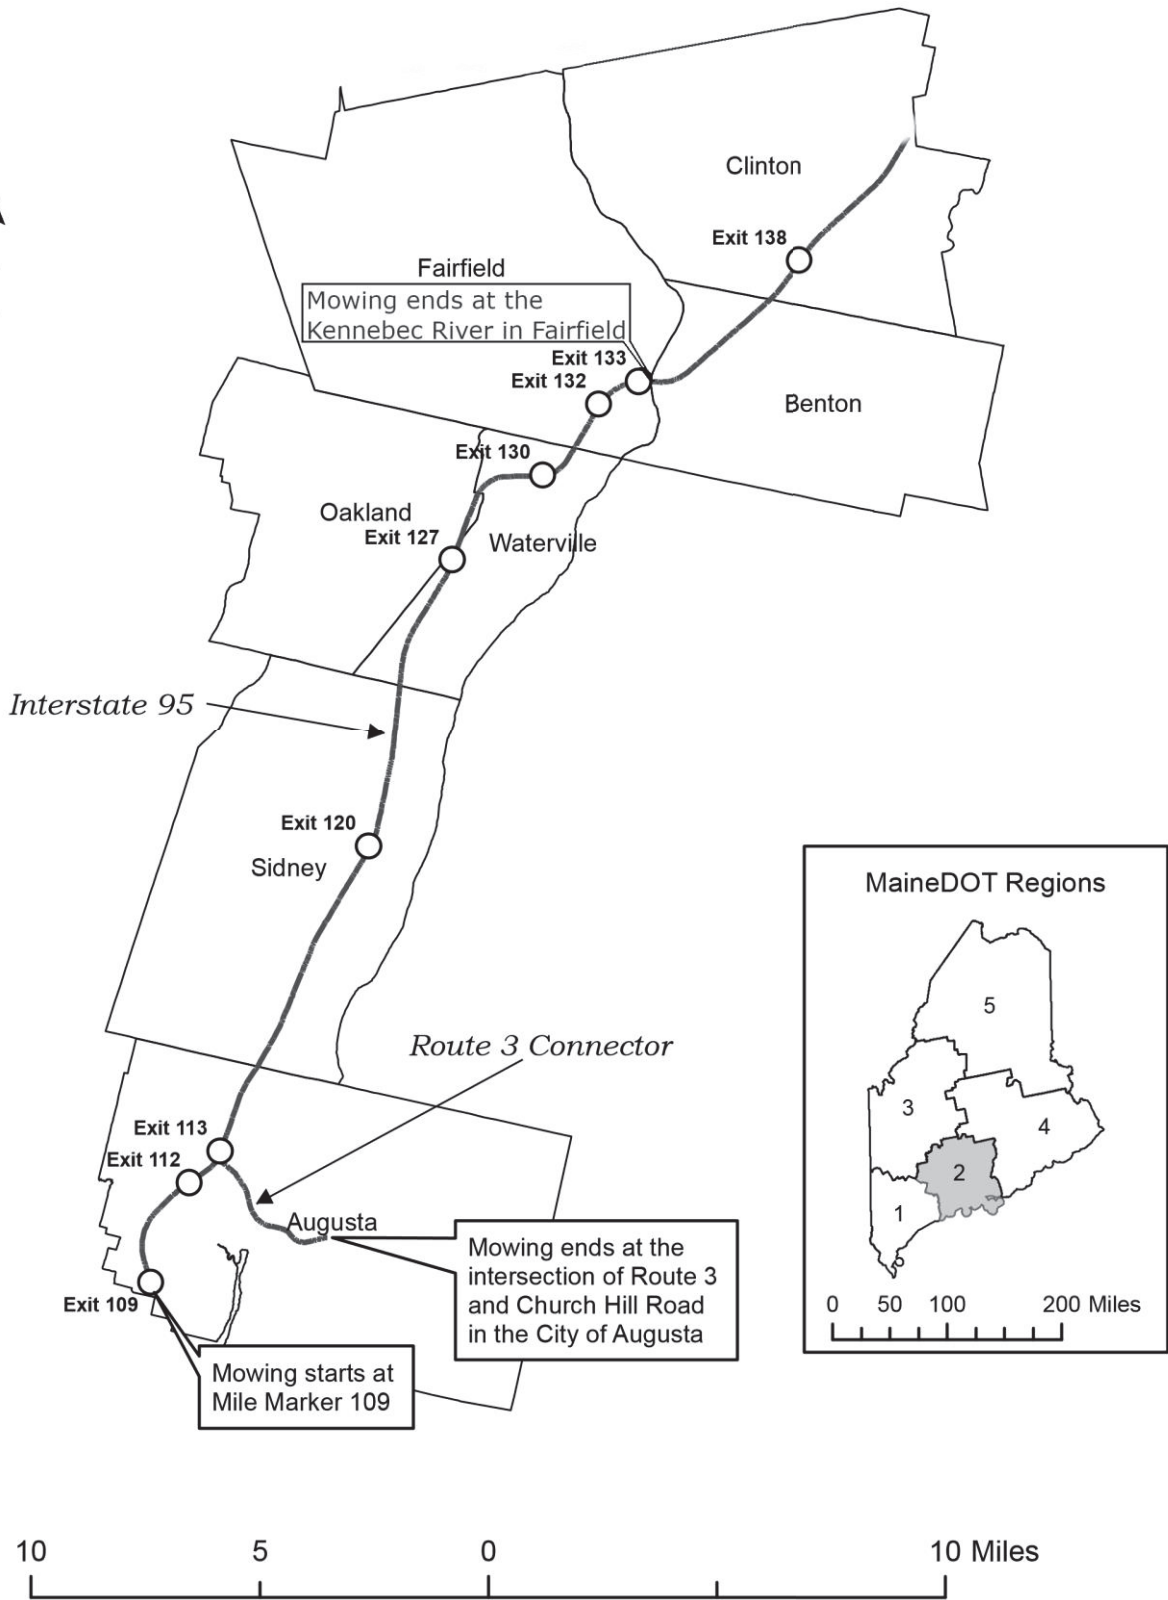 Clinton
Exit 138
Fairfield
Mowing ends at the
Kennebec River in Fairfield
Exit 133
Exit 132
Benton
Exit 130
Oakland
Exit 127
Waterville
Interstate 95
Exit 120
Sidney
MaineDOT Regions
5
3
4
2
1
0 50 100 200 Miles
Route 3 Connector
Exit 113
Exit 112
Augusta
Mowing ends at the
intersection of Route 3
and Church Hill Road
in the City of Augusta
Exit 109
Mowing starts at
Mile Marker 109
10 5 0 10 Miles